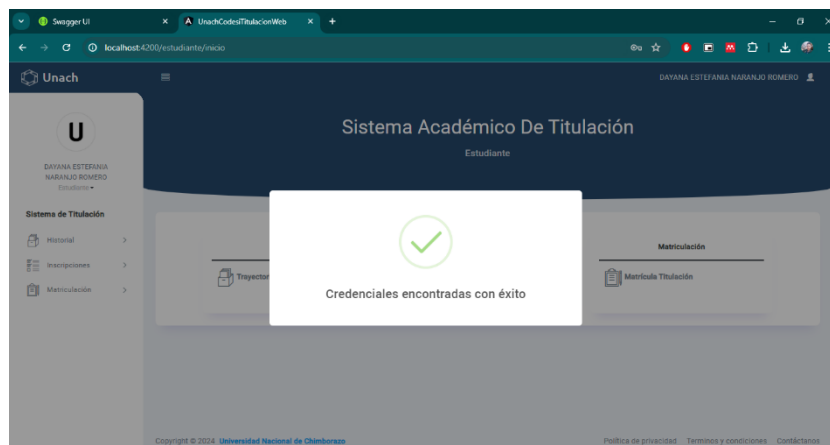 Swagger UI
UnachCodesiTitulacionWeb
localhost:4200/estudiante/inicio
Unach
DAYANA ESTEFANIA NARANJO ROMERO
U
DAYANA ESTEFANIA
NARANJO ROMERO
Estudiante
Sistema Académico De Titulación
Estudiante
Sistema de Titulación
Historial
Inscripciones
Matriculación
Trayector
Credenciales encontradas con éxito
Matriculación
Matrícula Titulación
Copyright © 2024 Universidad Nacional de Chimborazo
Política de privacidad Terminos y condiciones Contáctanos